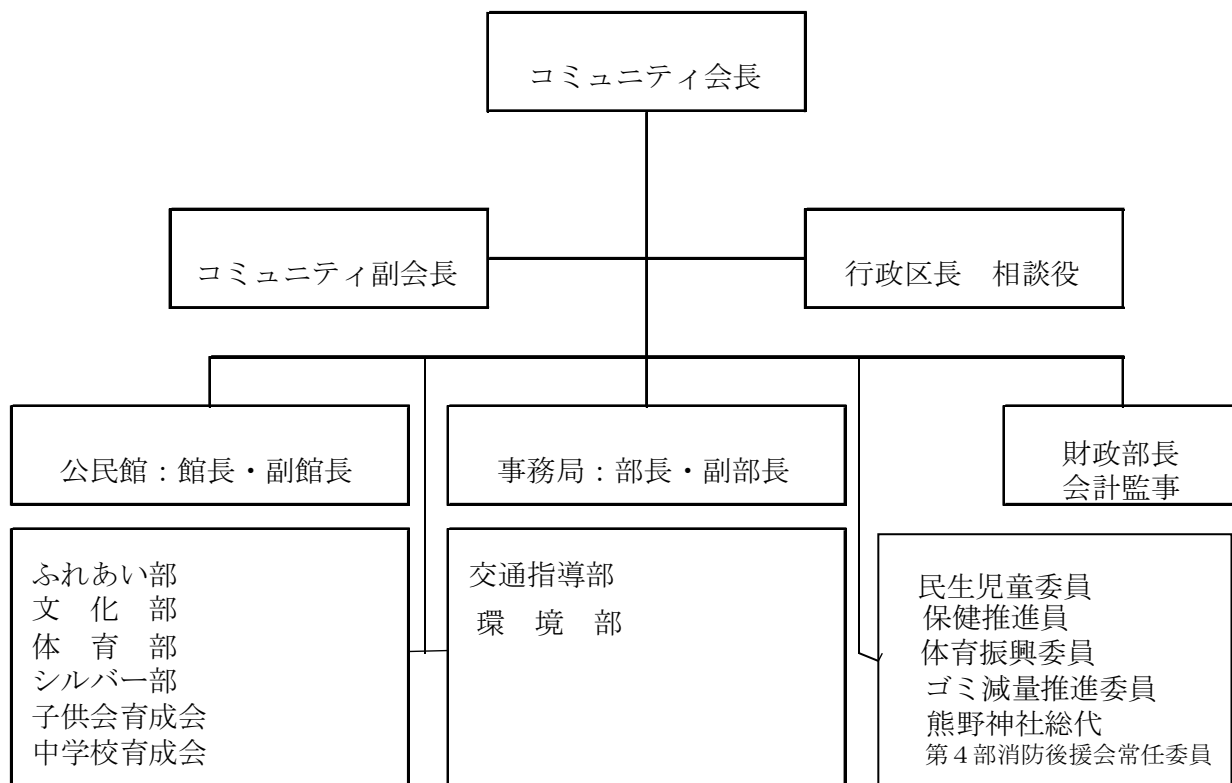 コミュニティ会長
コミュニティ副会長
行政区長　相談役
公民館：館長・副館長
事務局：部長・副部長
財政部長
会計監事
ふれあい部
文　化　部
体　育　部
シルバー部
子供会育成会
中学校育成会
交通指導部
環　境　部
民生児童委員
保健推進員
体育振興委員
ゴミ減量推進委員
熊野神社総代
第４部消防後援会常任委員